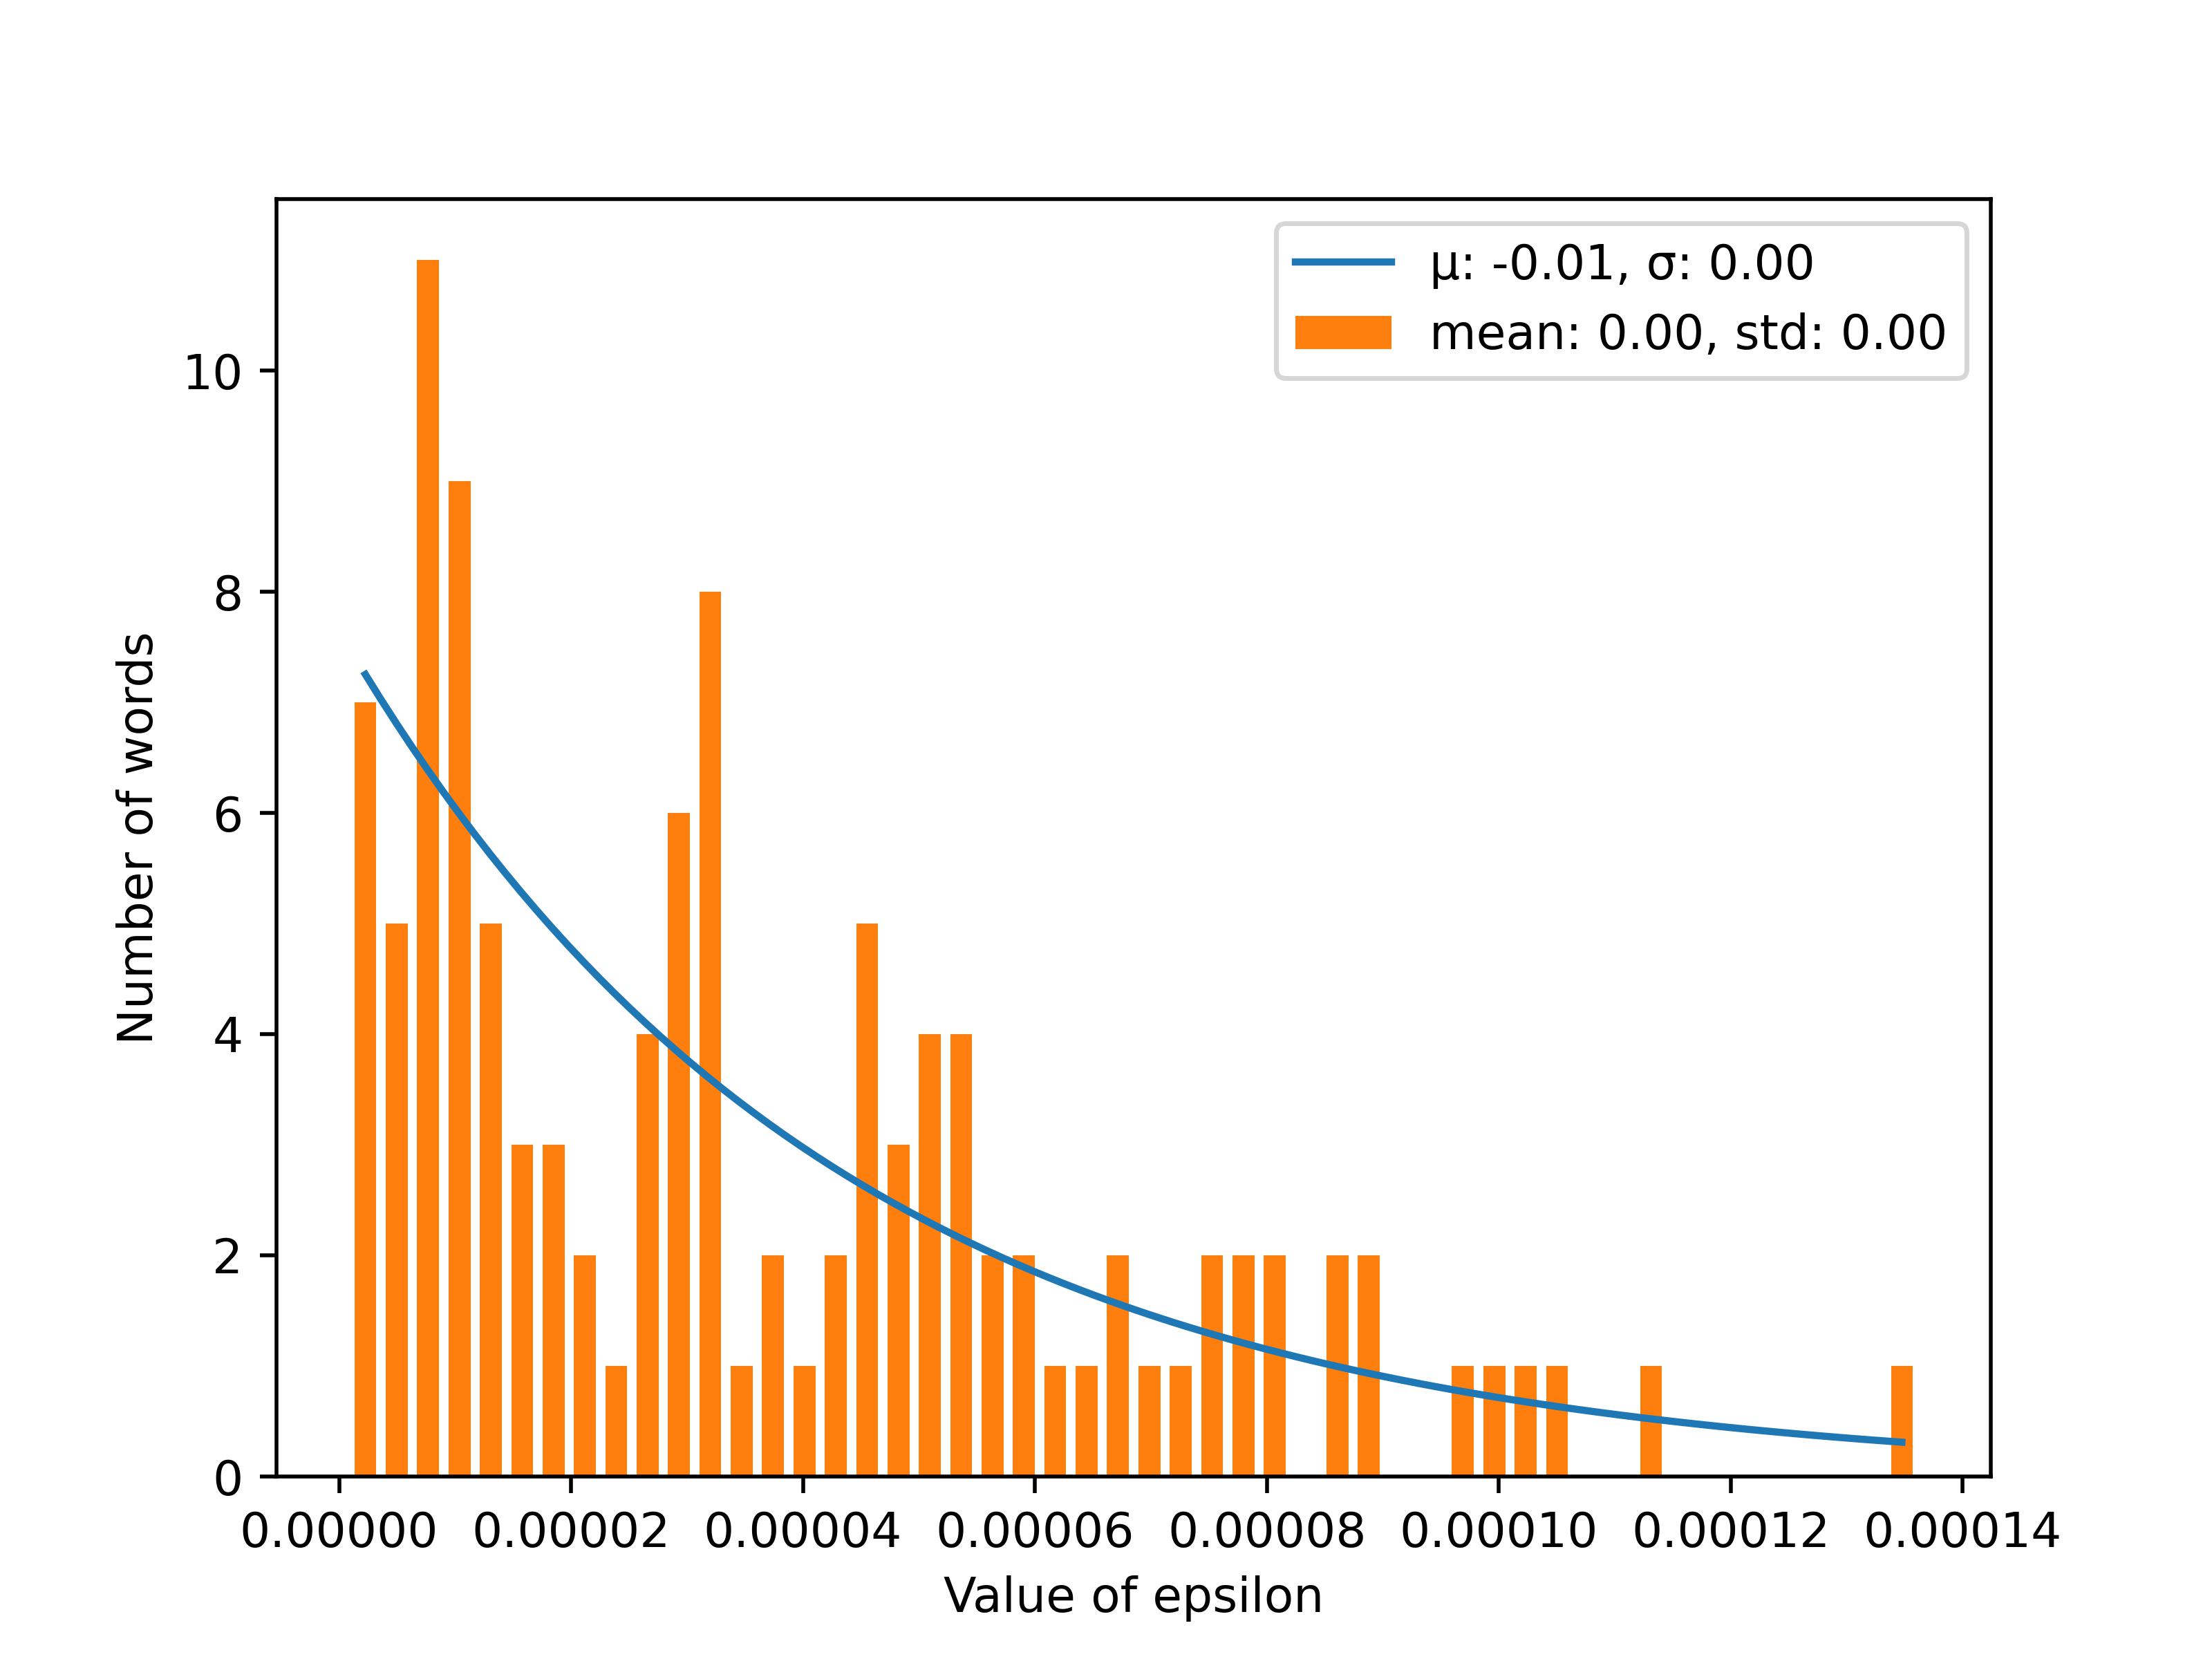 μ: -0.01, σ: 0.00
mean: 0.00, std: 0.00
10
8
6
4
2
0
Number of words
0.00000 0.00002 0.00004 0.00006 0.00008 0.00010 0.00012 0.00014
Value of epsilon